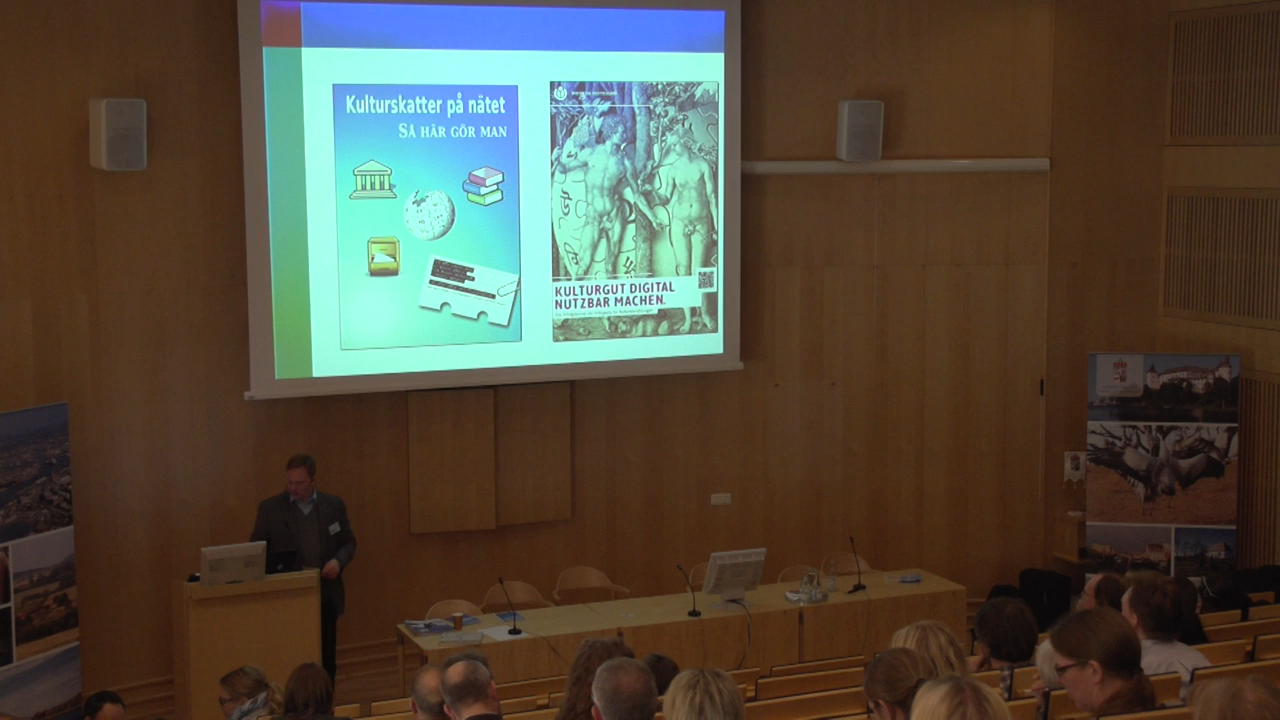 Kulturskatter på nätet
Så här gör man
KULTURGUT DIGITAL
NUTZBAR MACHEN.